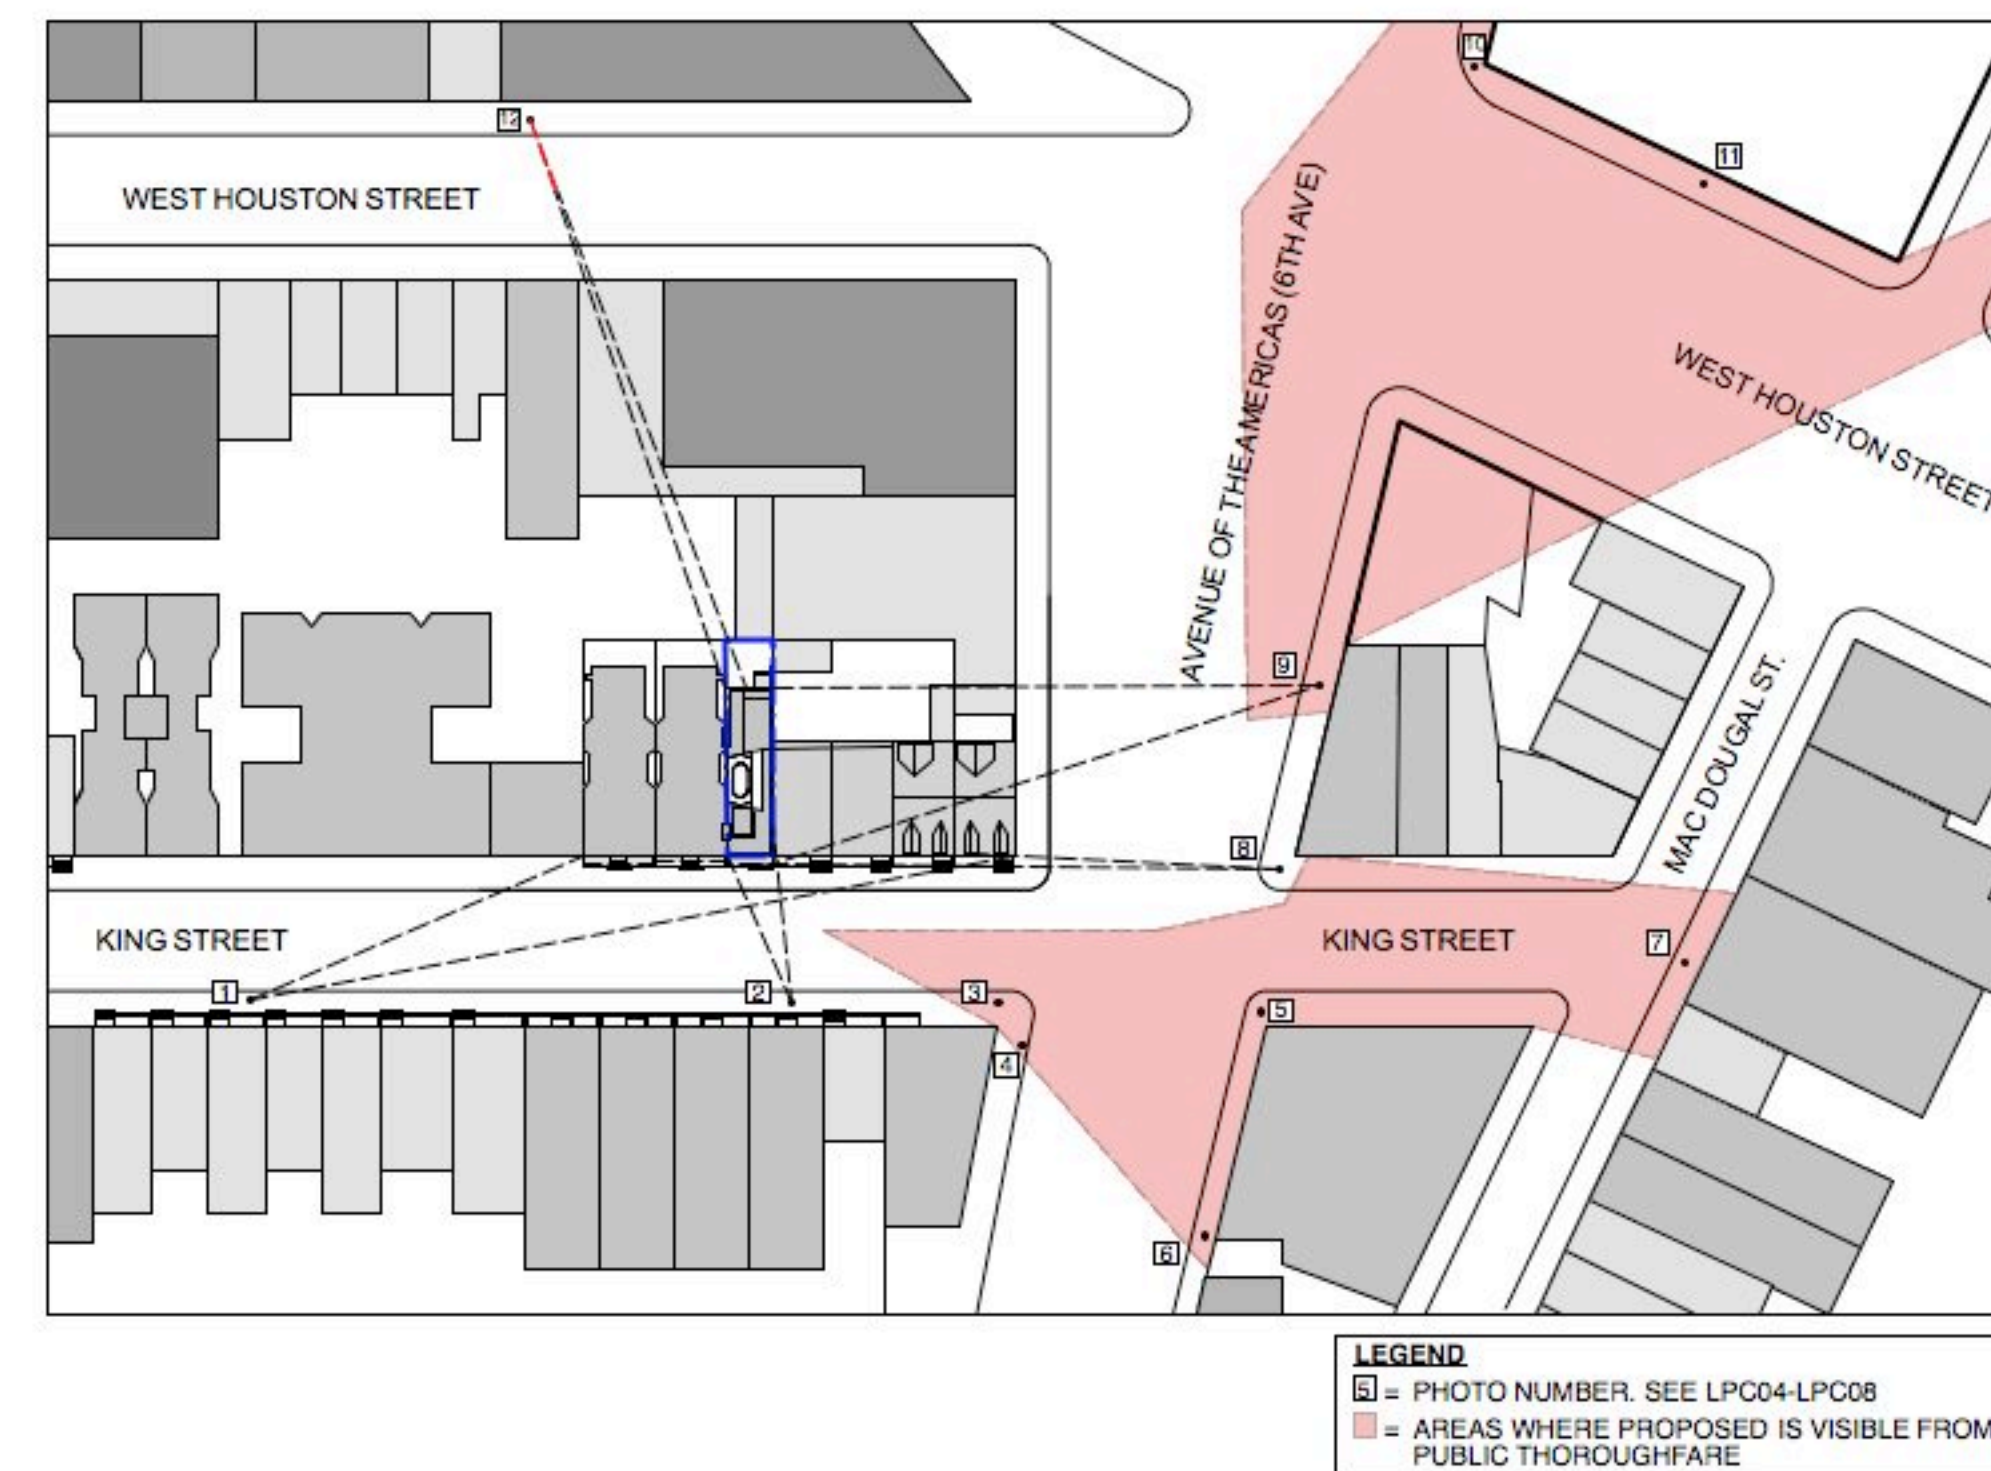 10
12
11
WEST HOUSTON STREET
AVENUE OF THE AMERICAS (6TH AVE)
WEST HOUSTON STREET
9
MAC DOUGAL ST.
8
KING STREET
KING STREET
7
1
2
3
5
4
6
LEGEND
5 = PHOTO NUMBER. SEE LPC04-LPC08
= AREAS WHERE PROPOSED IS VISIBLE FROM
PUBLIC THOROUGHFARE